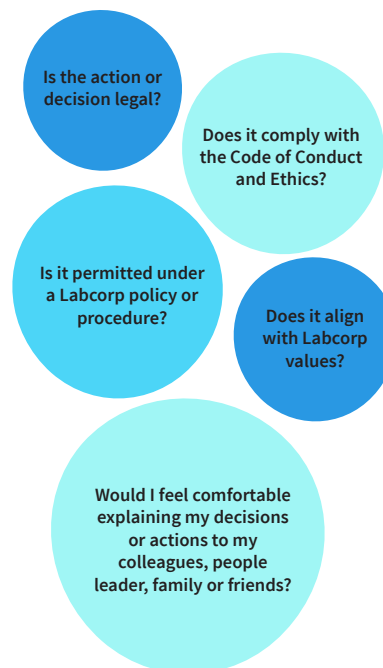 Is the action or
decision legal?
Does it comply with
the Code of Conduct
and Ethics?
Is it permitted under
a Labcorp policy or
procedure?
Does it align
with Labcorp
values?
Would I feel comfortable
explaining my decisions
or actions to my
colleagues, people
leader, family or friends?